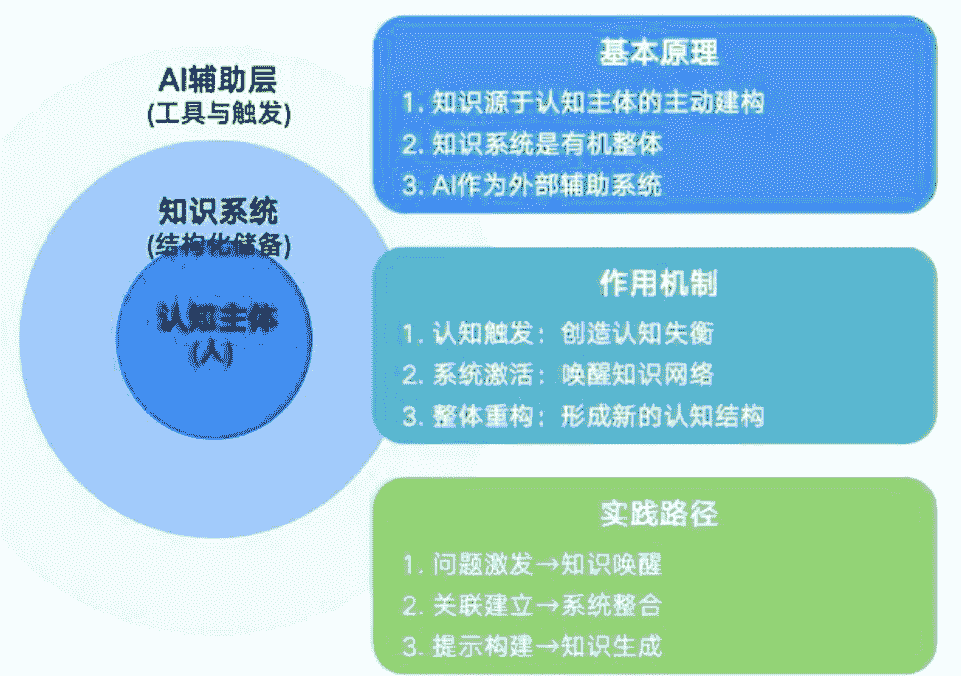 AI辅助层
(工具与触发)
知识系统
(结构化储备)
认知主体
(人)
基本原理
1. 知识源于认知主体的主动建构
2. 知识系统是有机整体
3. AI作为外部辅助系统
作用机制
1. 认知触发：创造认知失衡
2. 系统激活：唤醒知识网络
3. 整体重构：形成新的认知结构
实践路径
1. 问题激发→知识唤醒
2. 关联建立→系统整合
3. 提示构建→知识生成